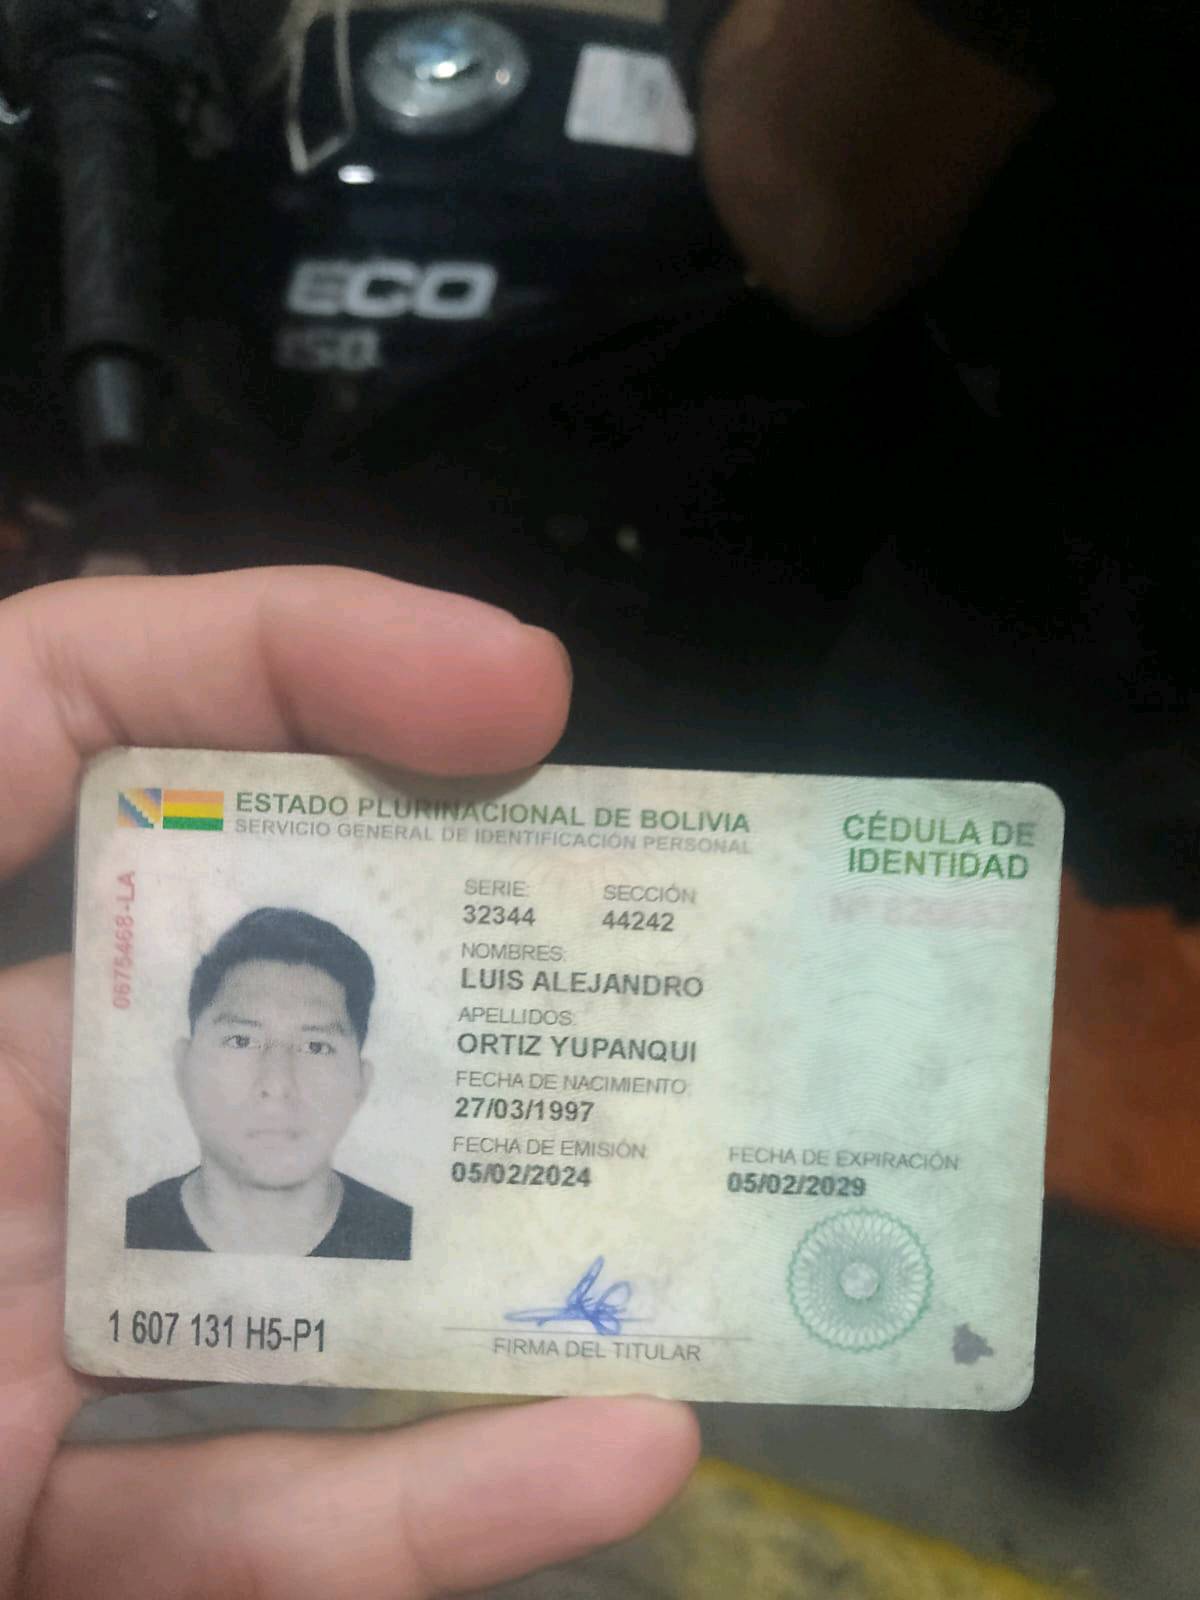 ECO
150
ESTADO PLURINACIONAL DE BOLIVIA
SERVICIO GENERAL DE IDENTIFICACIÓN PERSONAL
CÉDULA DE
IDENTIDAD
Nº
0675468-LA
SERIE: SECCIÓN:
32344 44242
NOMBRES:
LUIS ALEJANDRO
APELLIDOS:
ORTIZ YUPANQUI
FECHA DE NACIMIENTO:
27/03/1997
FECHA DE EMISIÓN: FECHA DE EXPIRACIÓN:
05/02/2024 05/02/2029
1 607 131 H5-P1
FIRMA DEL TITULAR